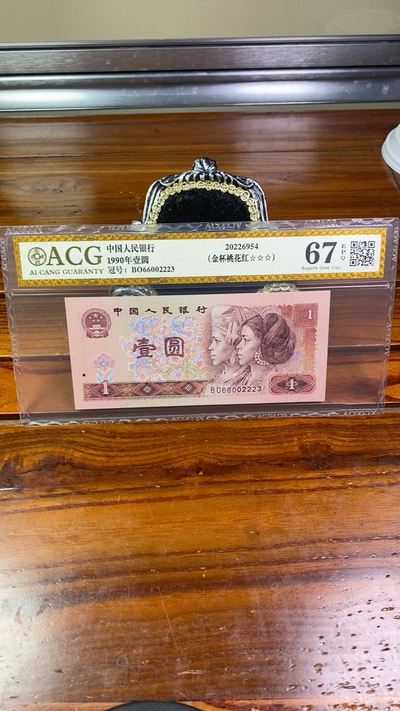 ACG
AI CANG GUARANTY
中国人民银行
1990年壹圆
冠号：BO66002223
20226954
(金杯桃花红☆☆☆)
67
EPQ
Superb Gem Unc
中国人民银行
1
壹圆
BO66002223
1
1